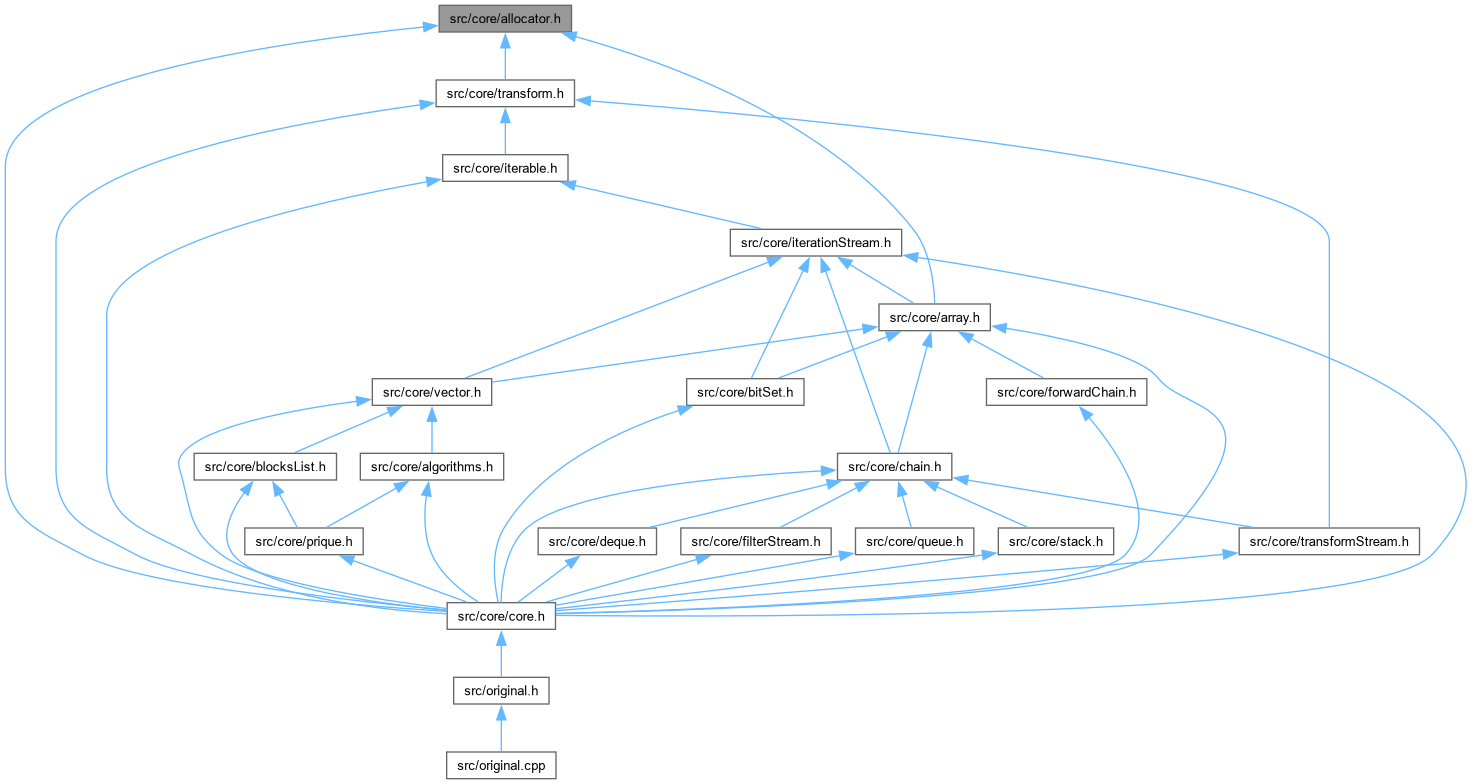 src/core/allocator.h
src/core/transform.h
src/core/iterable.h
src/core/iterationStream.h
src/core/array.h
src/core/vector.h
src/core/bitSet.h
src/core/forwardChain.h
src/core/blocksList.h
src/core/algorithms.h
src/core/chain.h
src/core/prique.h
src/core/deque.h
src/core/filterStream.h
src/core/queue.h
src/core/stack.h
src/core/transformStream.h
src/core/core.h
src/original.h
src/original.cpp